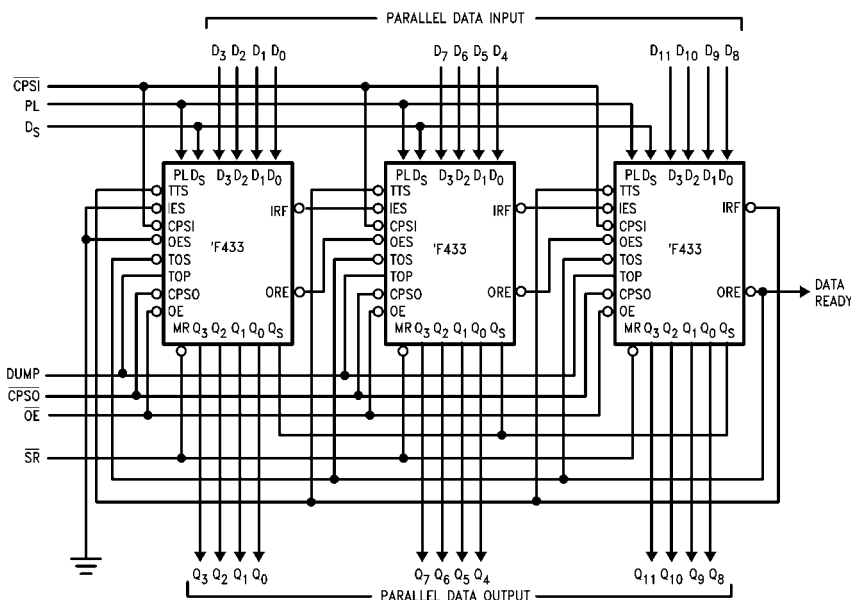 PARALLEL DATA INPUT
D3 D2 D1 D0
D7 D6 D5 D4
D11 D10 D9 D8
CPSI
PL
DS
PL DS D3 D2 D1 D0
TTS
IES
CPSI
OES
TOS
TOP
CPSO
OE
IRF
'F433
ORE
MR Q3 Q2 Q1 Q0 QS
PL DS D3 D2 D1 D0
TTS
IES
CPSI
OES
TOS
TOP
CPSO
OE
IRF
'F433
ORE
MR Q3 Q2 Q1 Q0 QS
PL DS D3 D2 D1 D0
TTS
IES
CPSI
OES
TOS
TOP
CPSO
OE
IRF
'F433
ORE
MR Q3 Q2 Q1 Q0 QS
DATA
READY
DUMP
CPSO
OE
SR
Q3 Q2 Q1 Q0
Q7 Q6 Q5 Q4
Q11 Q10 Q9 Q8
PARALLEL DATA OUTPUT